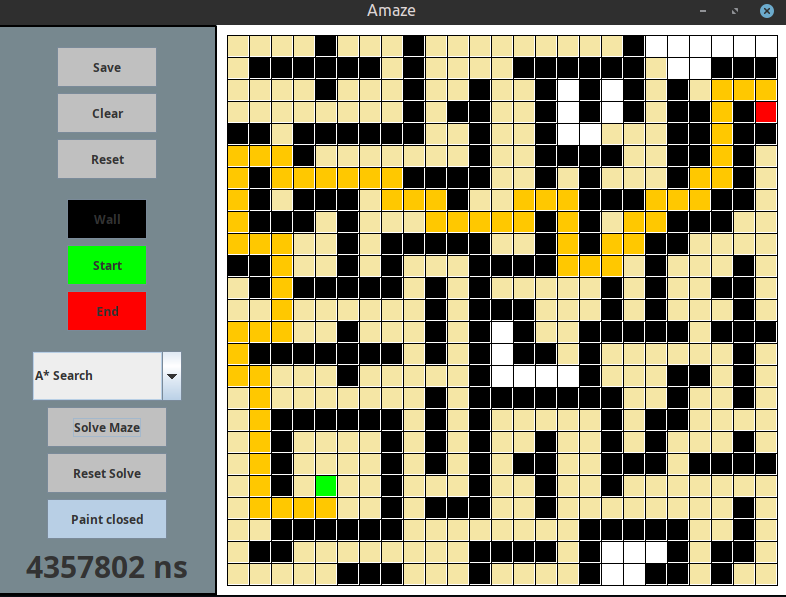 Amaze
Save
Clear
Reset
Wall
Start
End
A* Search
Solve Maze
Reset Solve
Paint closed
4357802 ns